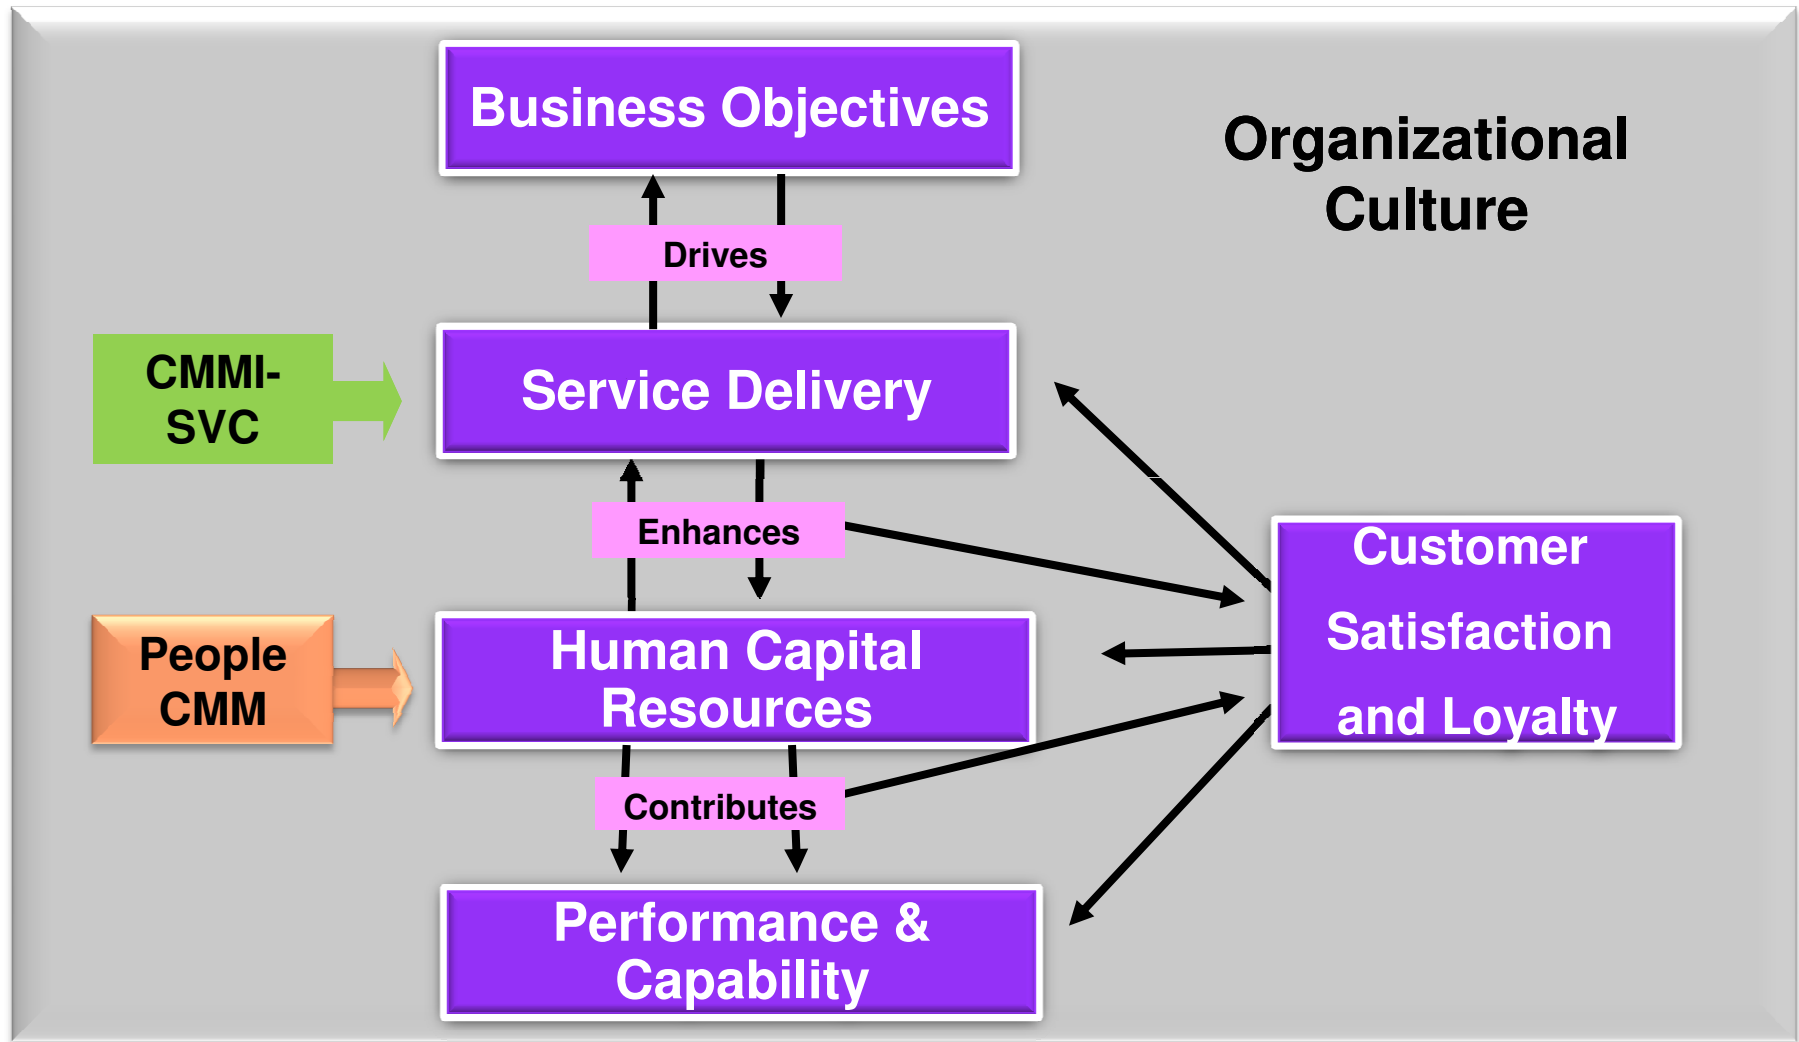 Business Objectives
Organizational
Culture
Drives
CMMI-
SVC
Service Delivery
Enhances
Customer
Satisfaction
and Loyalty
People
CMM
Human Capital
Resources
Contributes
Performance &
Capability